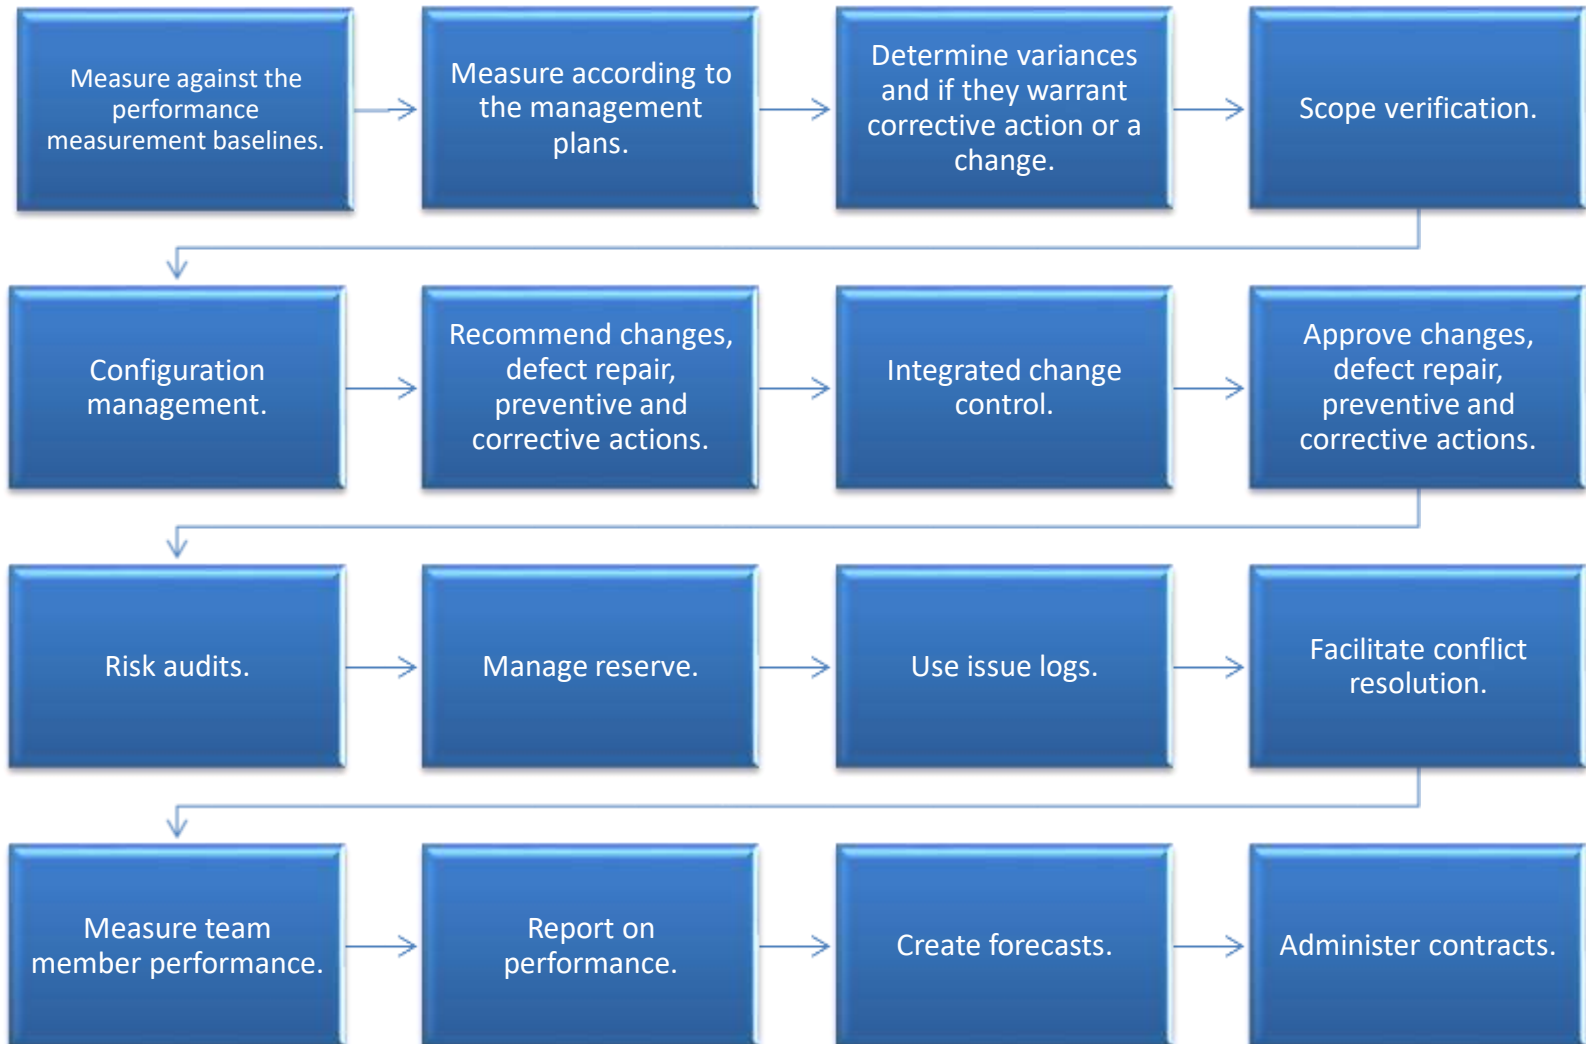 Measure against the
performance
measurement baselines.
Measure according to
the management
plans.
Determine variances
and if they warrant
corrective action or a
change.
Scope verification.
Configuration
management.
Recommend changes,
defect repair,
preventive and
corrective actions.
Integrated change
control.
Approve changes,
defect repair,
preventive and
corrective actions.
Risk audits.
Manage reserve.
Use issue logs.
Facilitate conflict
resolution.
Measure team
member performance.
Report on
performance.
Create forecasts.
Administer contracts.